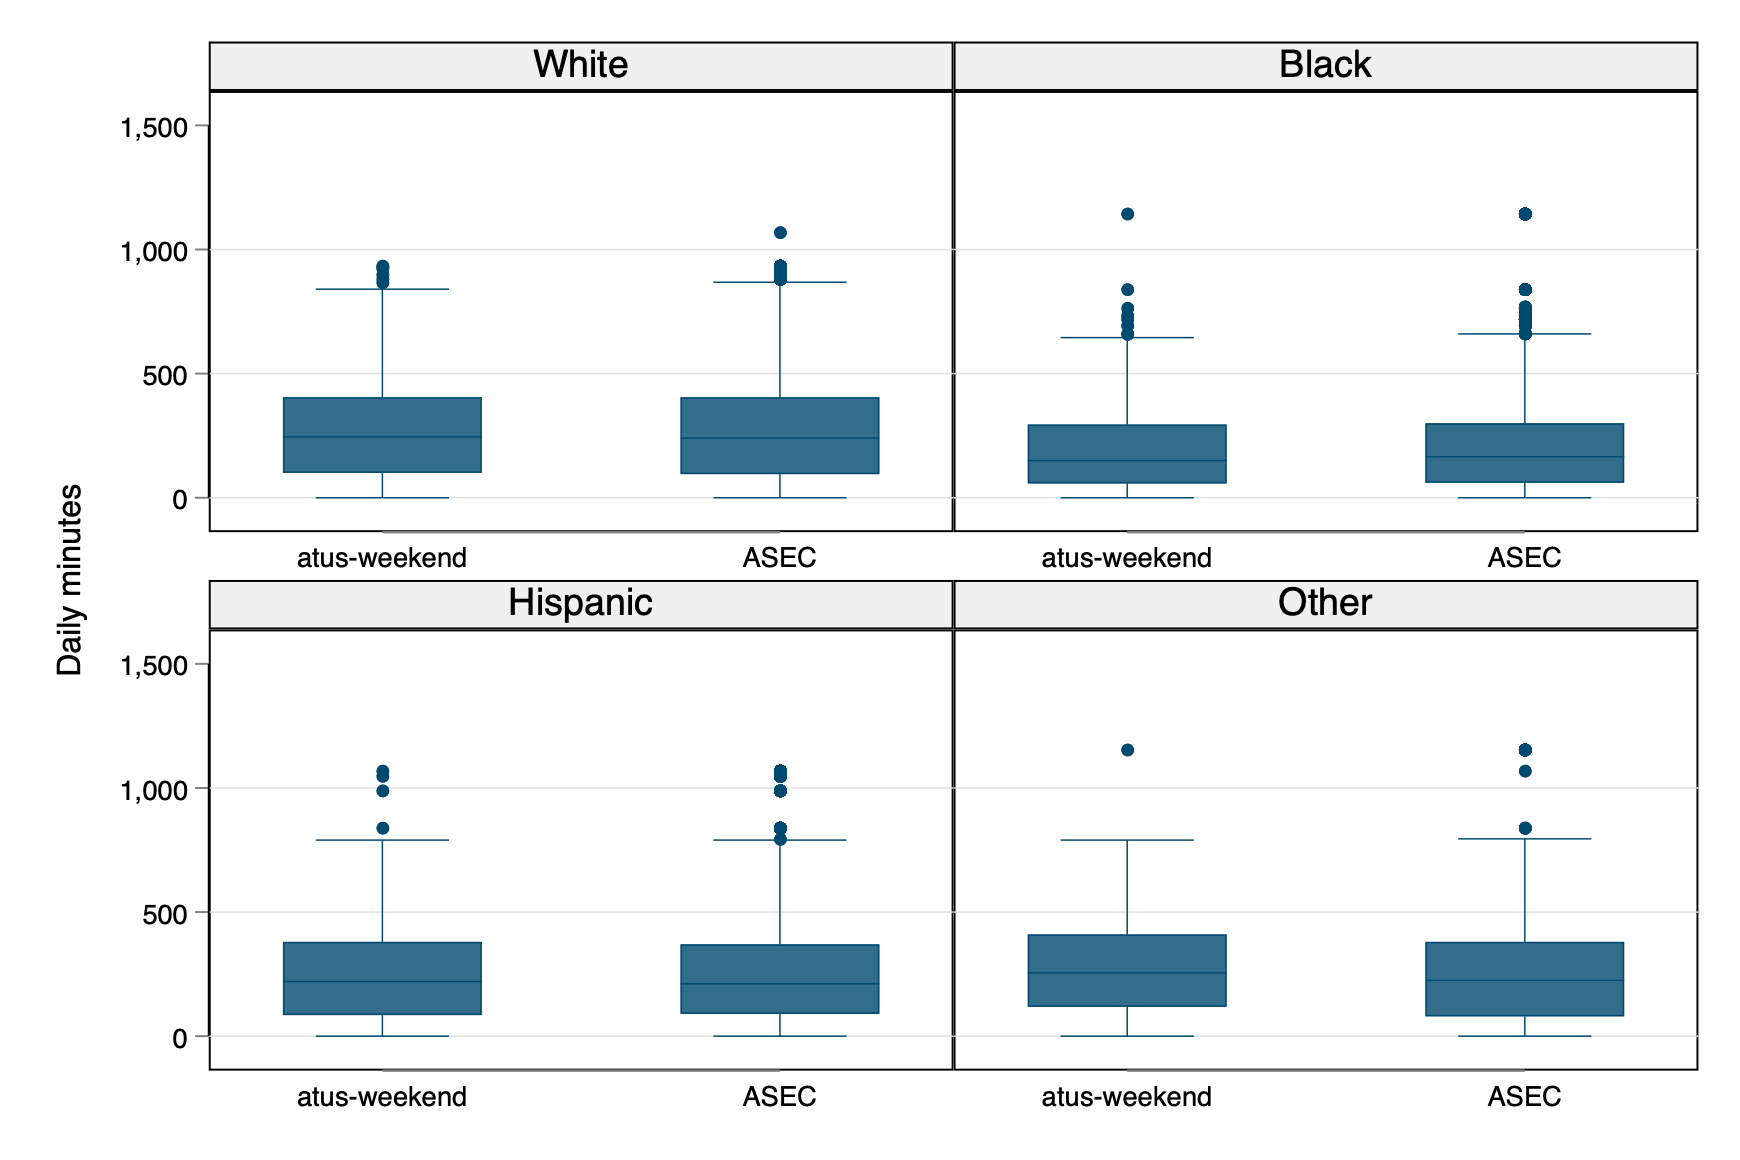 White
Black
1,500
1,000
500
0
atus-weekend
ASEC
atus-weekend
ASEC
Daily minutes
Hispanic
Other
1,500
1,000
500
0
atus-weekend
ASEC
atus-weekend
ASEC